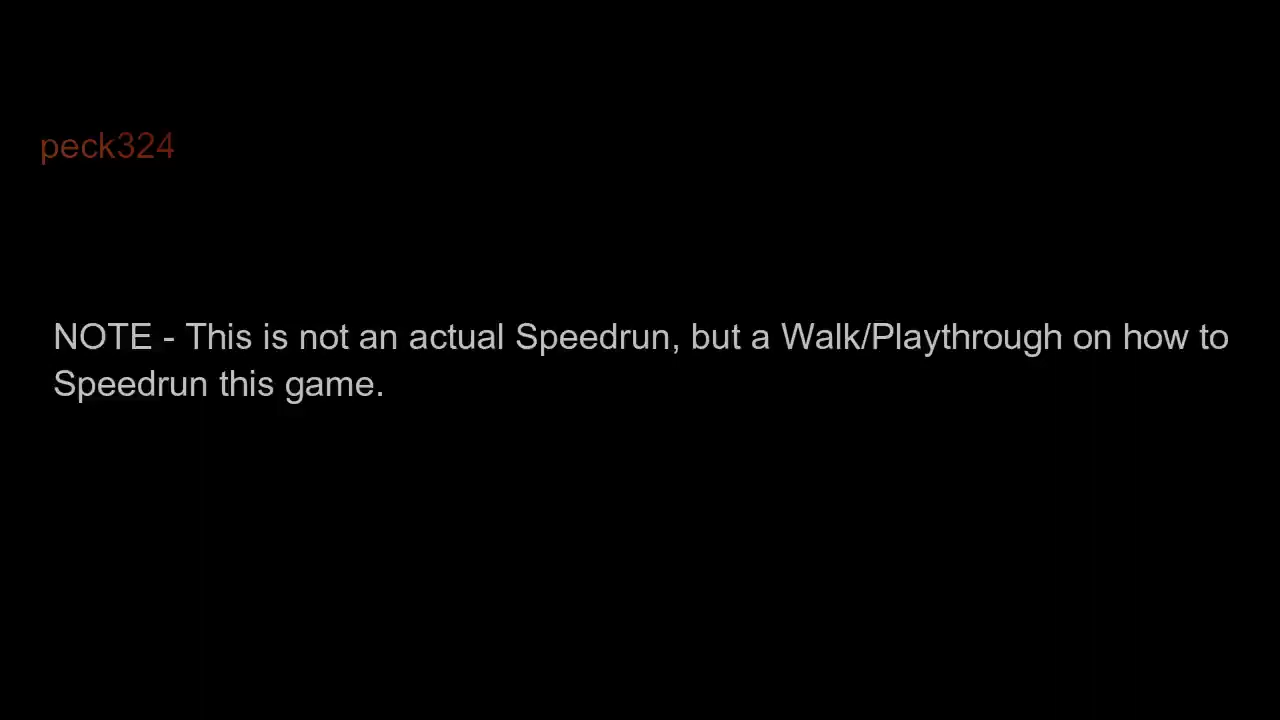 peck324
NOTE - This is not an actual Speedrun, but a Walk/Playthrough on how to
Speedrun this game.